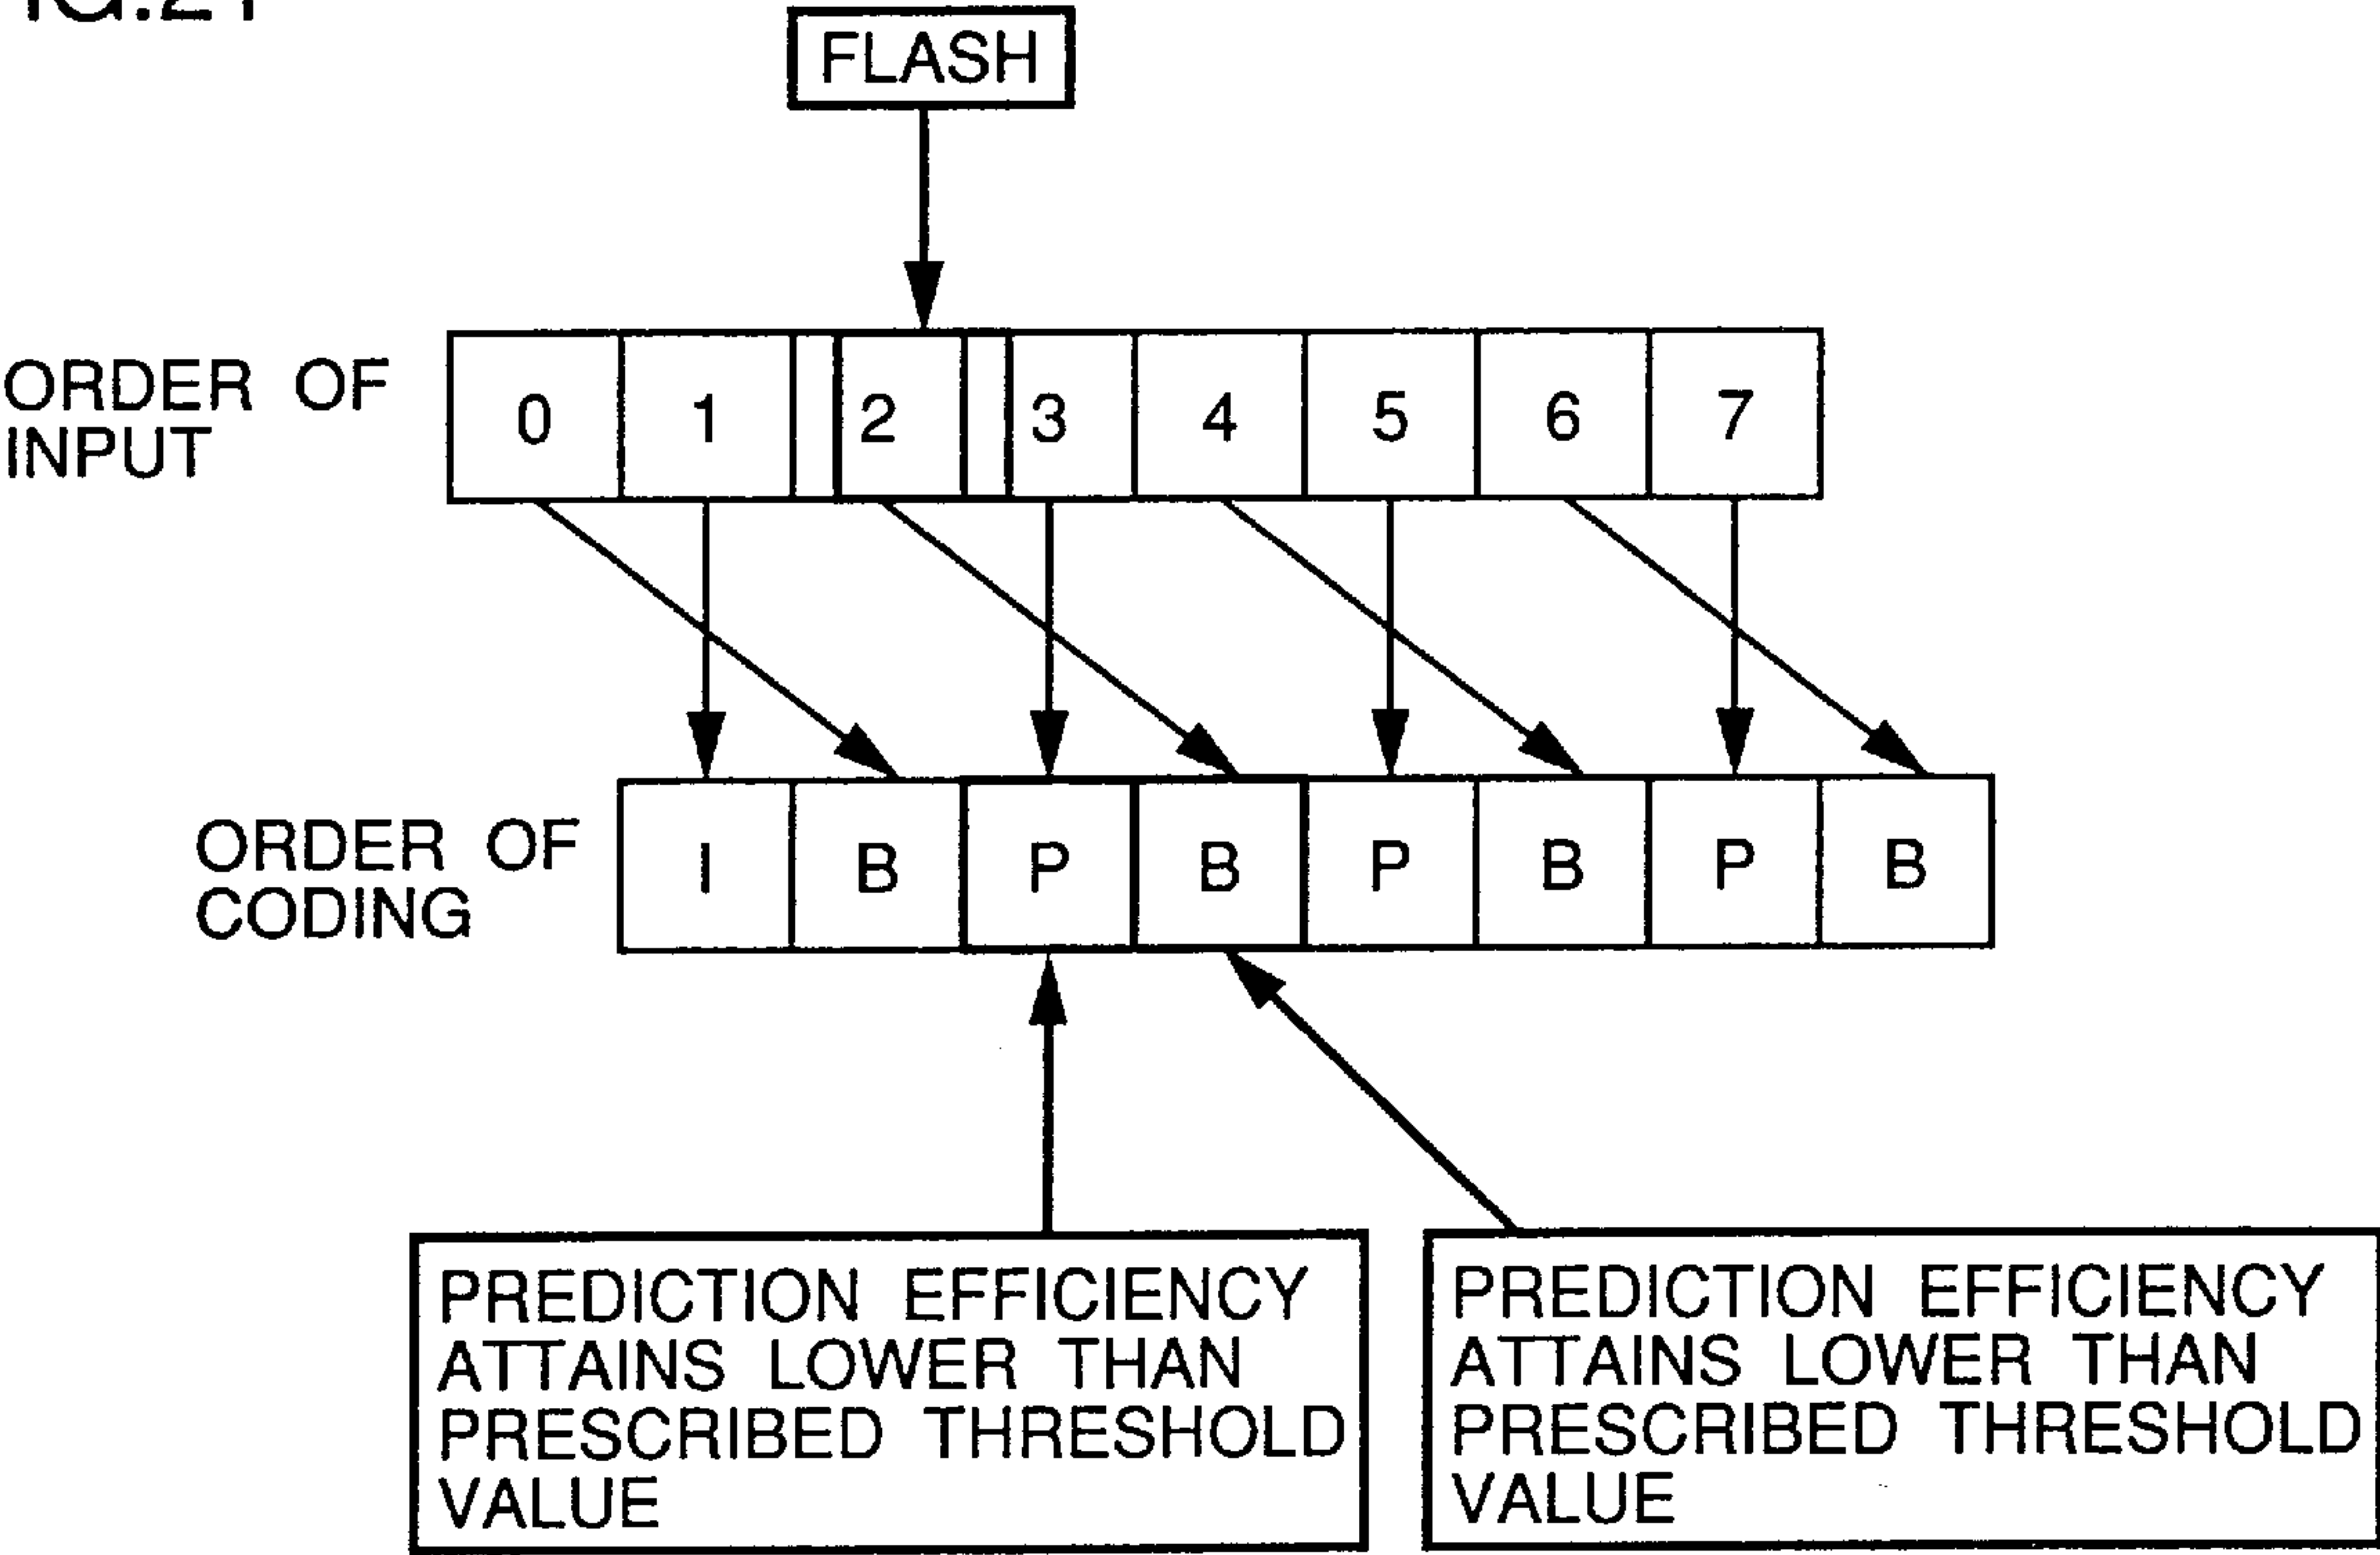 FLASH
ORDER OF
INPUT
0 1 2 3 4 5 6 7
ORDER OF
CODING
I B P B P B P B
PREDICTION EFFICIENCY
ATTAINS LOWER THAN
PRESCRIBED THRESHOLD
VALUE
PREDICTION EFFICIENCY
ATTAINS LOWER THAN
PRESCRIBED THRESHOLD
VALUE